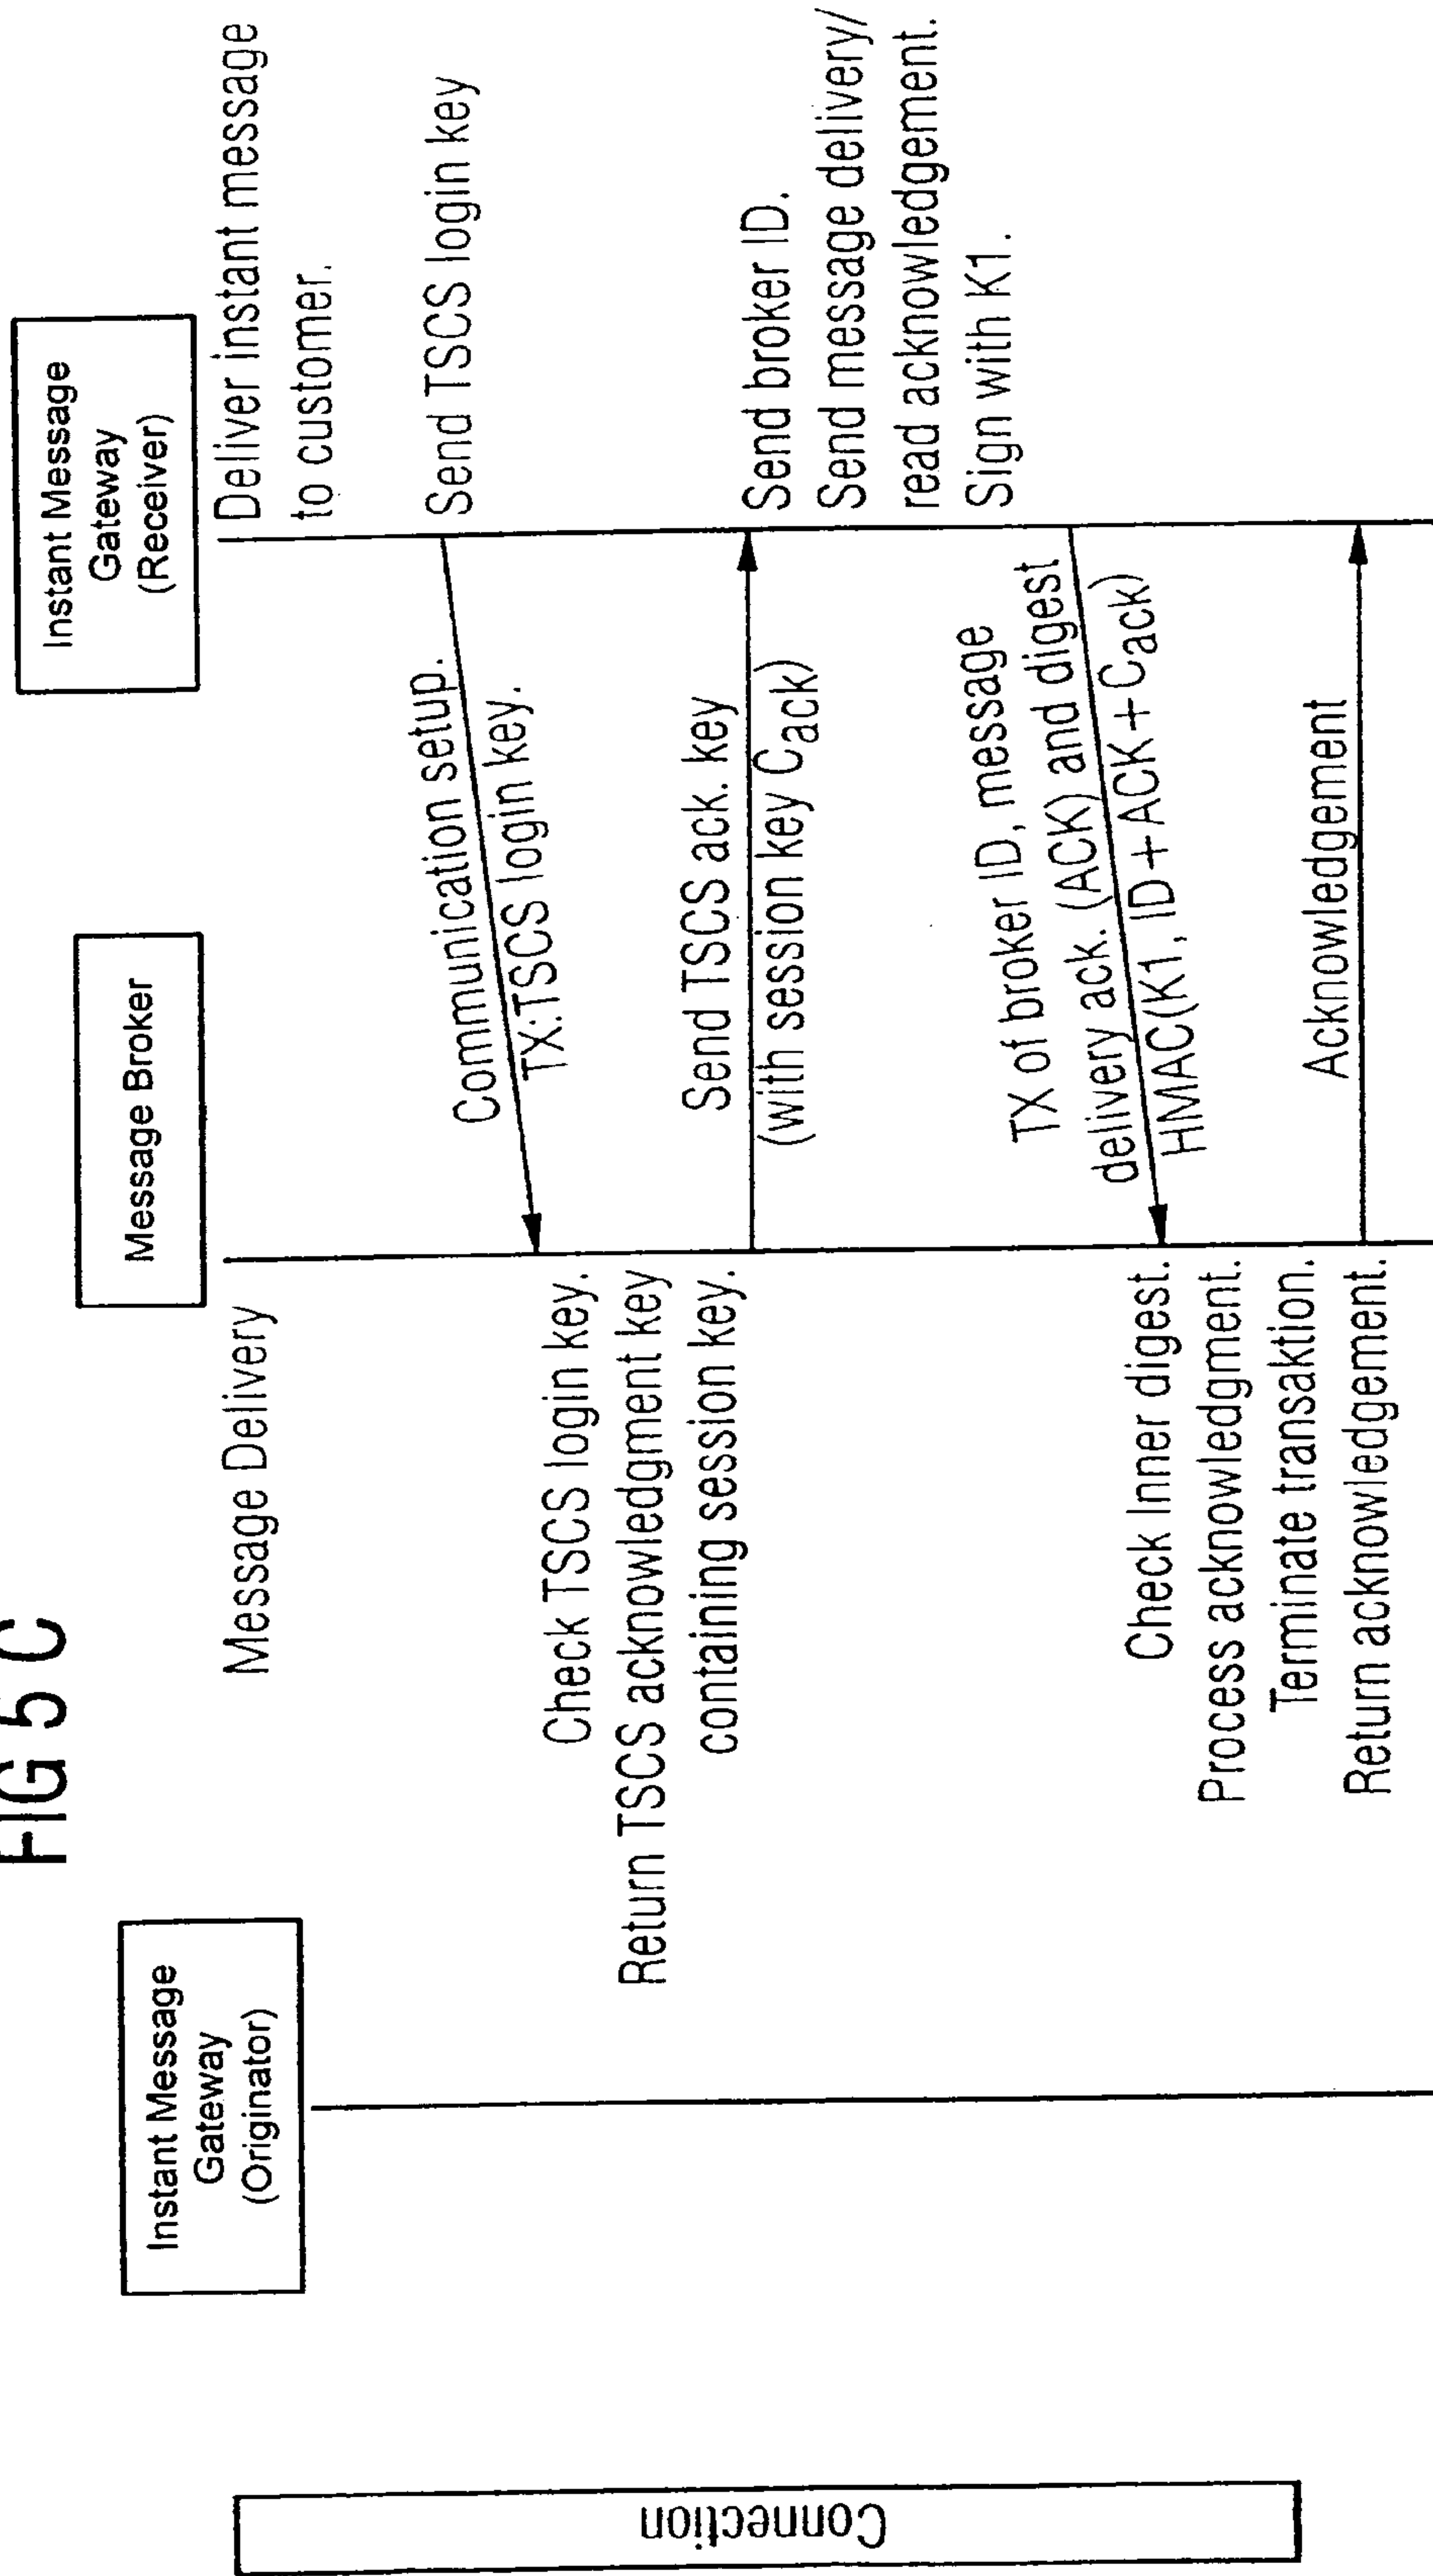 FIG 5 C
Instant Message
Gateway
(Originator)
Message Broker
Instant Message
Gateway
(Receiver)
Connection
Message Delivery
Deliver instant message
to customer.
Send TSCS login key
Communication setup.
TX:TSCS login key.
Check TSCS login key.
Return TSCS acknowledgment key
containing session key.
Send TSCS ack. key
(with session key Cack)
Send broker ID.
Send message delivery/
read acknowledgement.
Sign with K1.
TX of broker ID, message
delivery ack. (ACK) and digest
HMAC(K1, ID+ACK+Cack)
Check Inner digest.
Process acknowledgment.
Terminate transaktion.
Return acknowledgement.
Acknowledgement